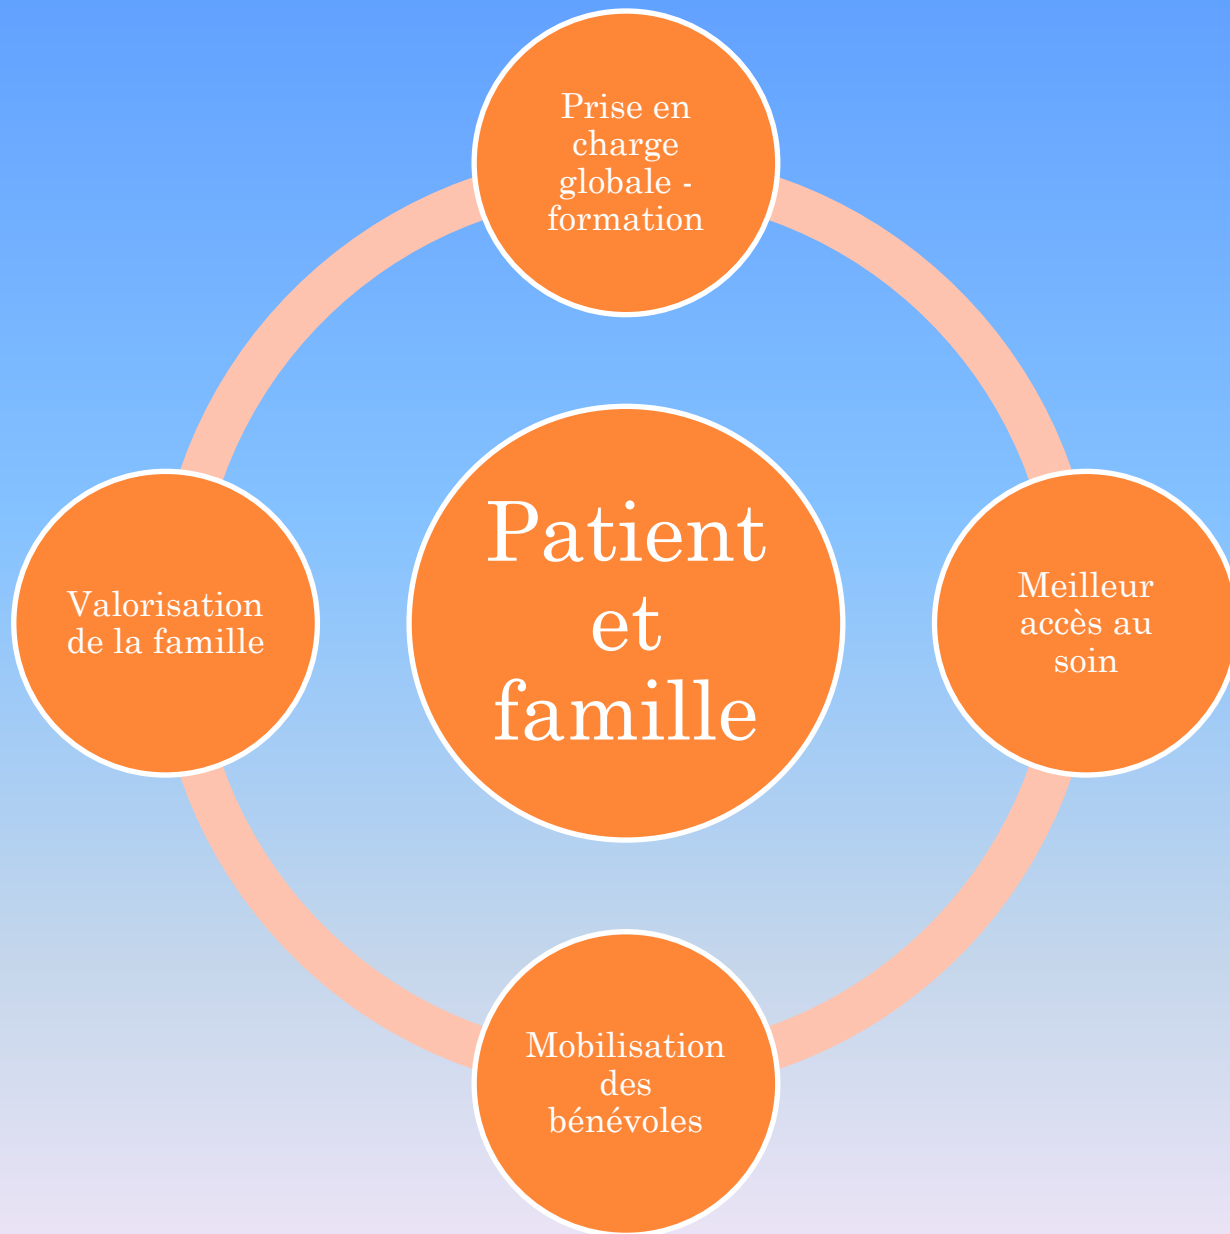 Prise en
charge
globale -
formation
Patient
et
famille
Valorisation
de la famille
Meilleur
accès au
soin
Mobilisation
des
bénévoles